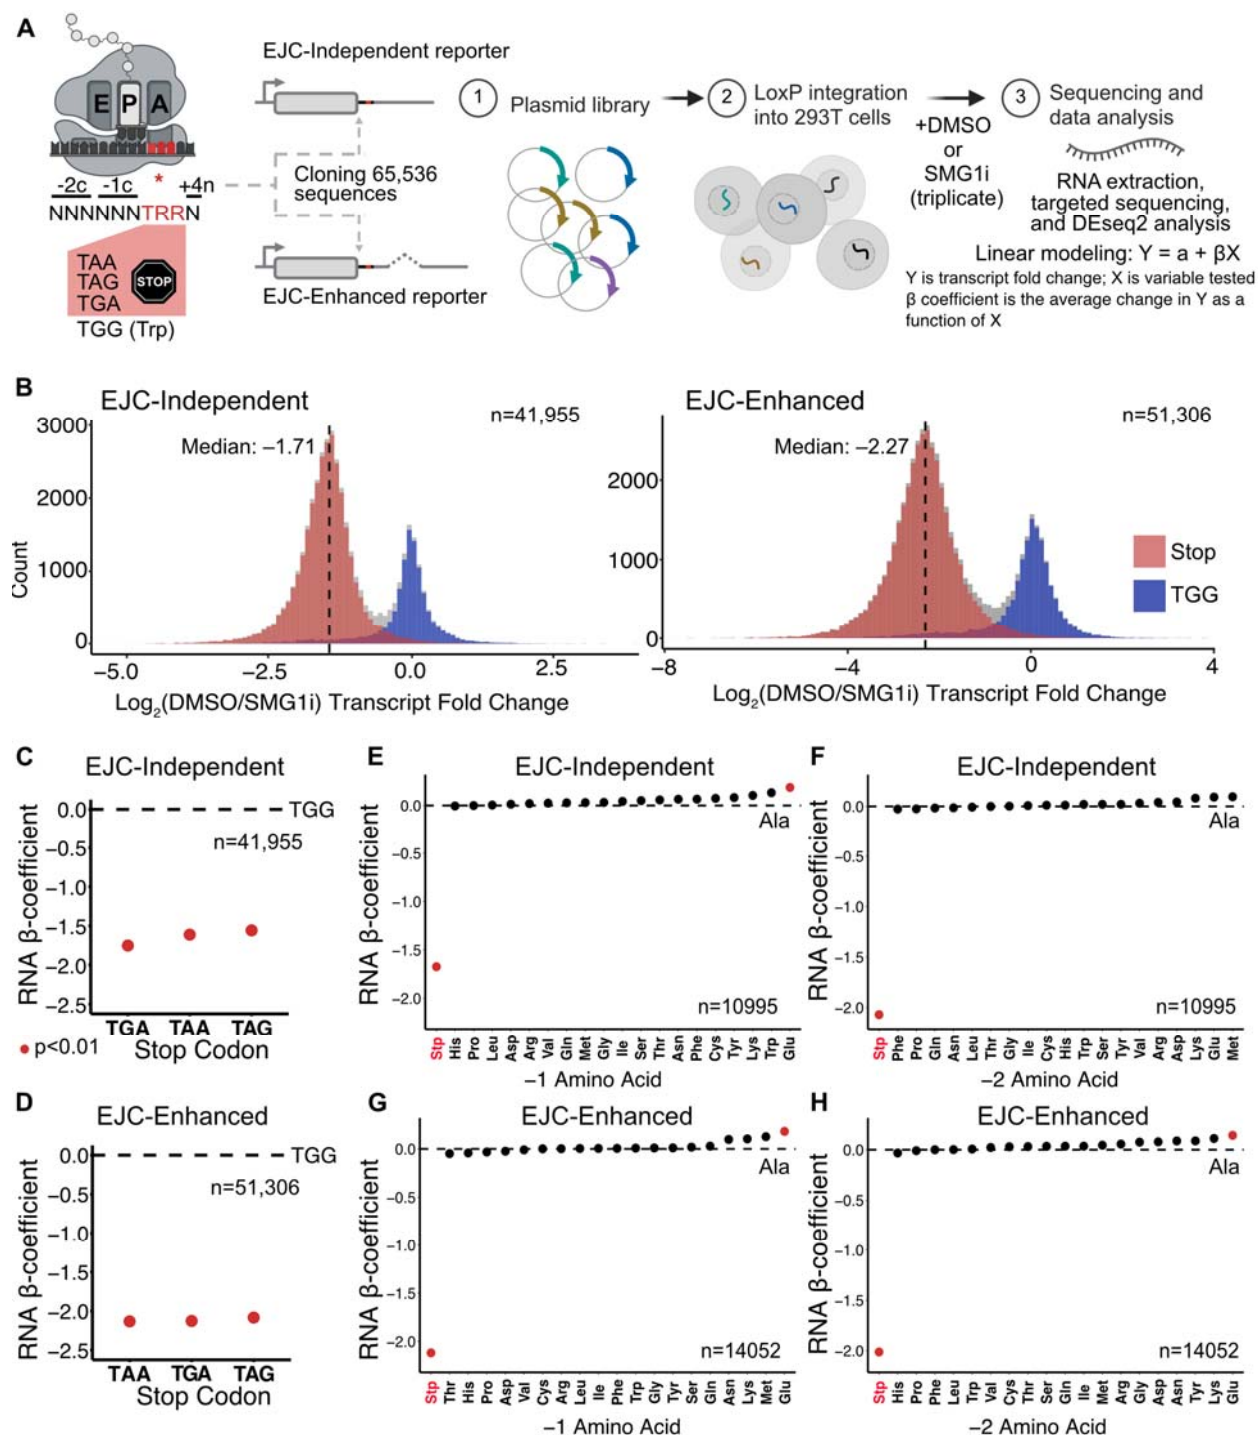 A
EJC-Independent reporter
E P A
-2c -1c * +4n
NNNNNNTRRN
TAA
TAG
TGA
STOP
TGG (Trp)
Cloning 65,536
sequences
EJC-Enhanced reporter
1
Plasmid library
2
LoxP integration
into 293T cells
+DMSO
or
SMG1i
(triplicate)
3
Sequencing and
data analysis
RNA extraction,
targeted sequencing,
and DEseq2 analysis
Linear modeling: Y = a + βX
Y is transcript fold change; X is variable tested
β coefficient is the average change in Y as a
function of X
B
EJC-Independent
n=41,955
Median: −1.71
3000
2000
1000
0
Count
−5.0 −2.5 0.0 2.5
Log2(DMSO/SMG1i) Transcript Fold Change
EJC-Enhanced
n=51,306
Median: −2.27
2000
1000
0
−8 −4 0 4
Log2(DMSO/SMG1i) Transcript Fold Change
Stop
TGG
C
EJC-Independent
0.0
−0.5
−1.0
−1.5
−2.0
−2.5
RNA β-coefficient
TGG
n=41,955
TGA TAA TAG
p<0.01
Stop Codon
E
EJC-Independent
0.0
−0.5
−1.0
−1.5
−2.0
RNA β-coefficient
Ala
n=10995
Stp His Pro Leu Asp Arg Val Gln Met Gly Ile Ser Thr Asn Phe Cys Tyr Lys Trp Glu
−1 Amino Acid
F
EJC-Independent
0.0
−0.5
−1.0
−1.5
−2.0
RNA β-coefficient
Ala
n=10995
Stp Phe Pro Gln Asn Leu Thr Gly Ile Cys His Trp Ser Tyr Val Arg Asp Lys Glu Met
−2 Amino Acid
D
EJC-Enhanced
0.0
−0.5
−1.0
−1.5
−2.0
−2.5
RNA β-coefficient
TGG
n=51,306
TAA TGA TAG
Stop Codon
G
EJC-Enhanced
0.0
−0.5
−1.0
−1.5
−2.0
RNA β-coefficient
Ala
n=14052
Stp Thr His Pro Asp Val Cys Arg Leu Ile Phe Trp Gly Tyr Ser Gln Asn Lys Met Glu
−1 Amino Acid
H
EJC-Enhanced
0.0
−0.5
−1.0
−1.5
−2.0
RNA β-coefficient
Ala
n=14052
Stp His Pro Phe Leu Trp Val Cys Thr Ser Gln Ile Met Arg Gly Asp Asn Tyr Lys Glu
−2 Amino Acid